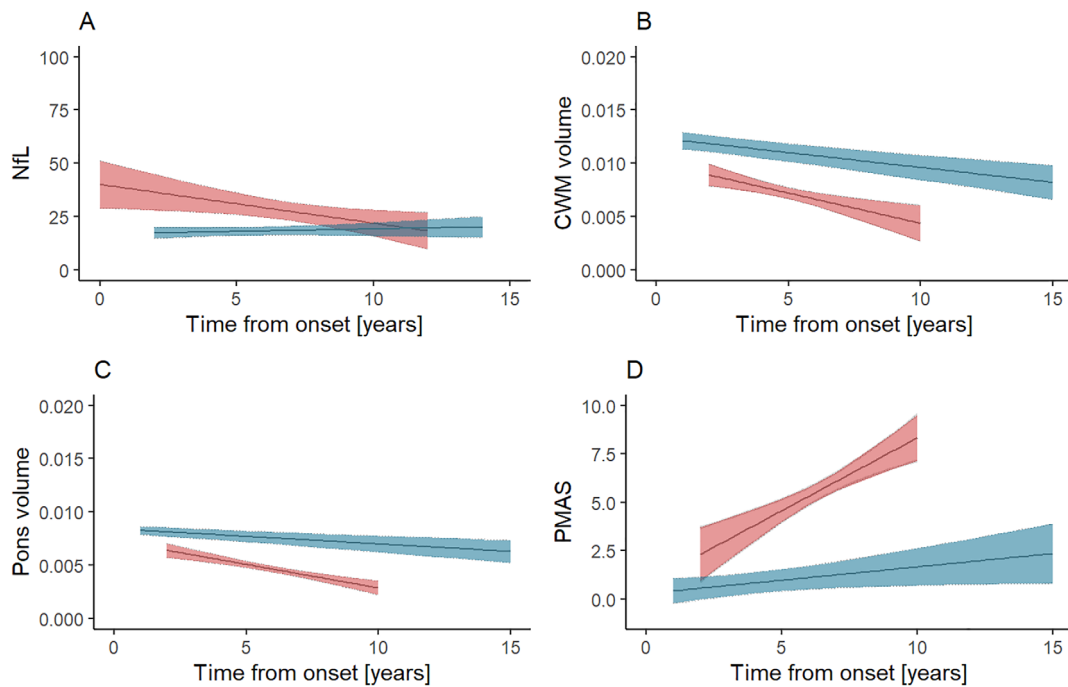 A
NfL
100
75
50
25
0
0 5 10 15
Time from onset [years]
B
CWM volume
0.020
0.015
0.010
0.005
0.000
0 5 10 15
Time from onset [years]
C
Pons volume
0.020
0.015
0.010
0.005
0.000
0 5 10 15
Time from onset [years]
D
PMAS
10.0
7.5
5.0
2.5
0.0
0 5 10 15
Time from onset [years]